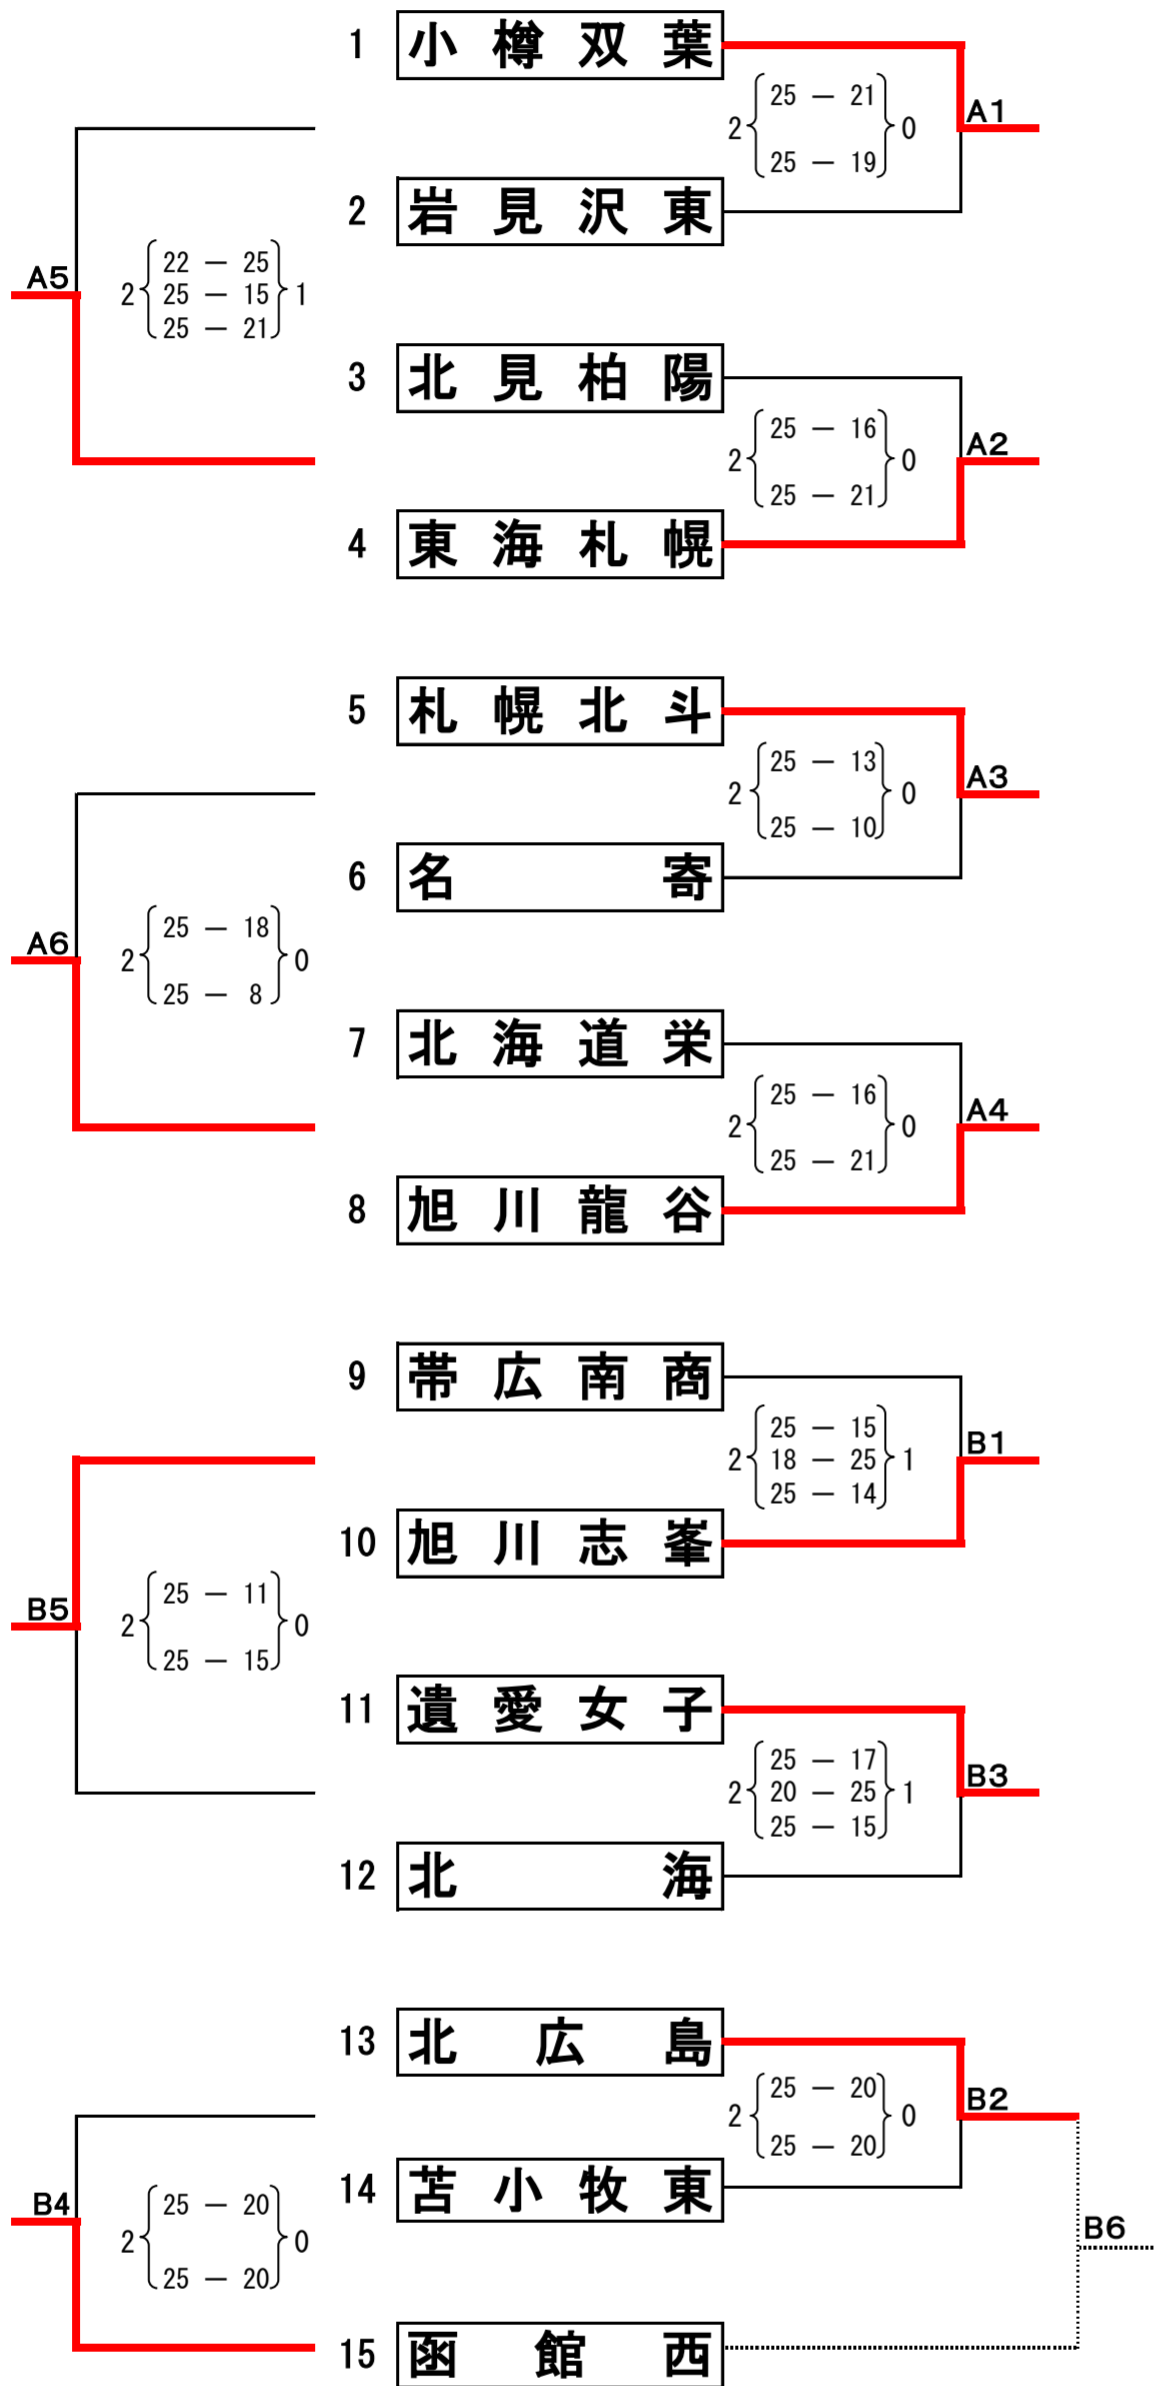 1 小樽双葉
25 — 21
2 0
25 — 19
A1
2 岩見沢東
A5
22 — 25
2 25 — 15 1
25 — 21
3 北見柏陽
25 — 16
2 0
25 — 21
A2
4 東海札幌
5 札幌北斗
25 — 13
2 0
25 — 10
A3
6 名寄
A6
25 — 18
2 0
25 — 8
7 北海道栄
25 — 16
2 0
25 — 21
A4
8 旭川龍谷
9 帯広南商
25 — 15
2 18 — 25 1
25 — 14
B1
10 旭川志峯
B5
25 — 11
2 0
25 — 15
11 遺愛女子
25 — 17
2 20 — 25 1
25 — 15
B3
12 北海
13 北広島
25 — 20
2 0
25 — 20
B2
14 苫小牧東
B4
25 — 20
2 0
25 — 20
B6
15 函館西